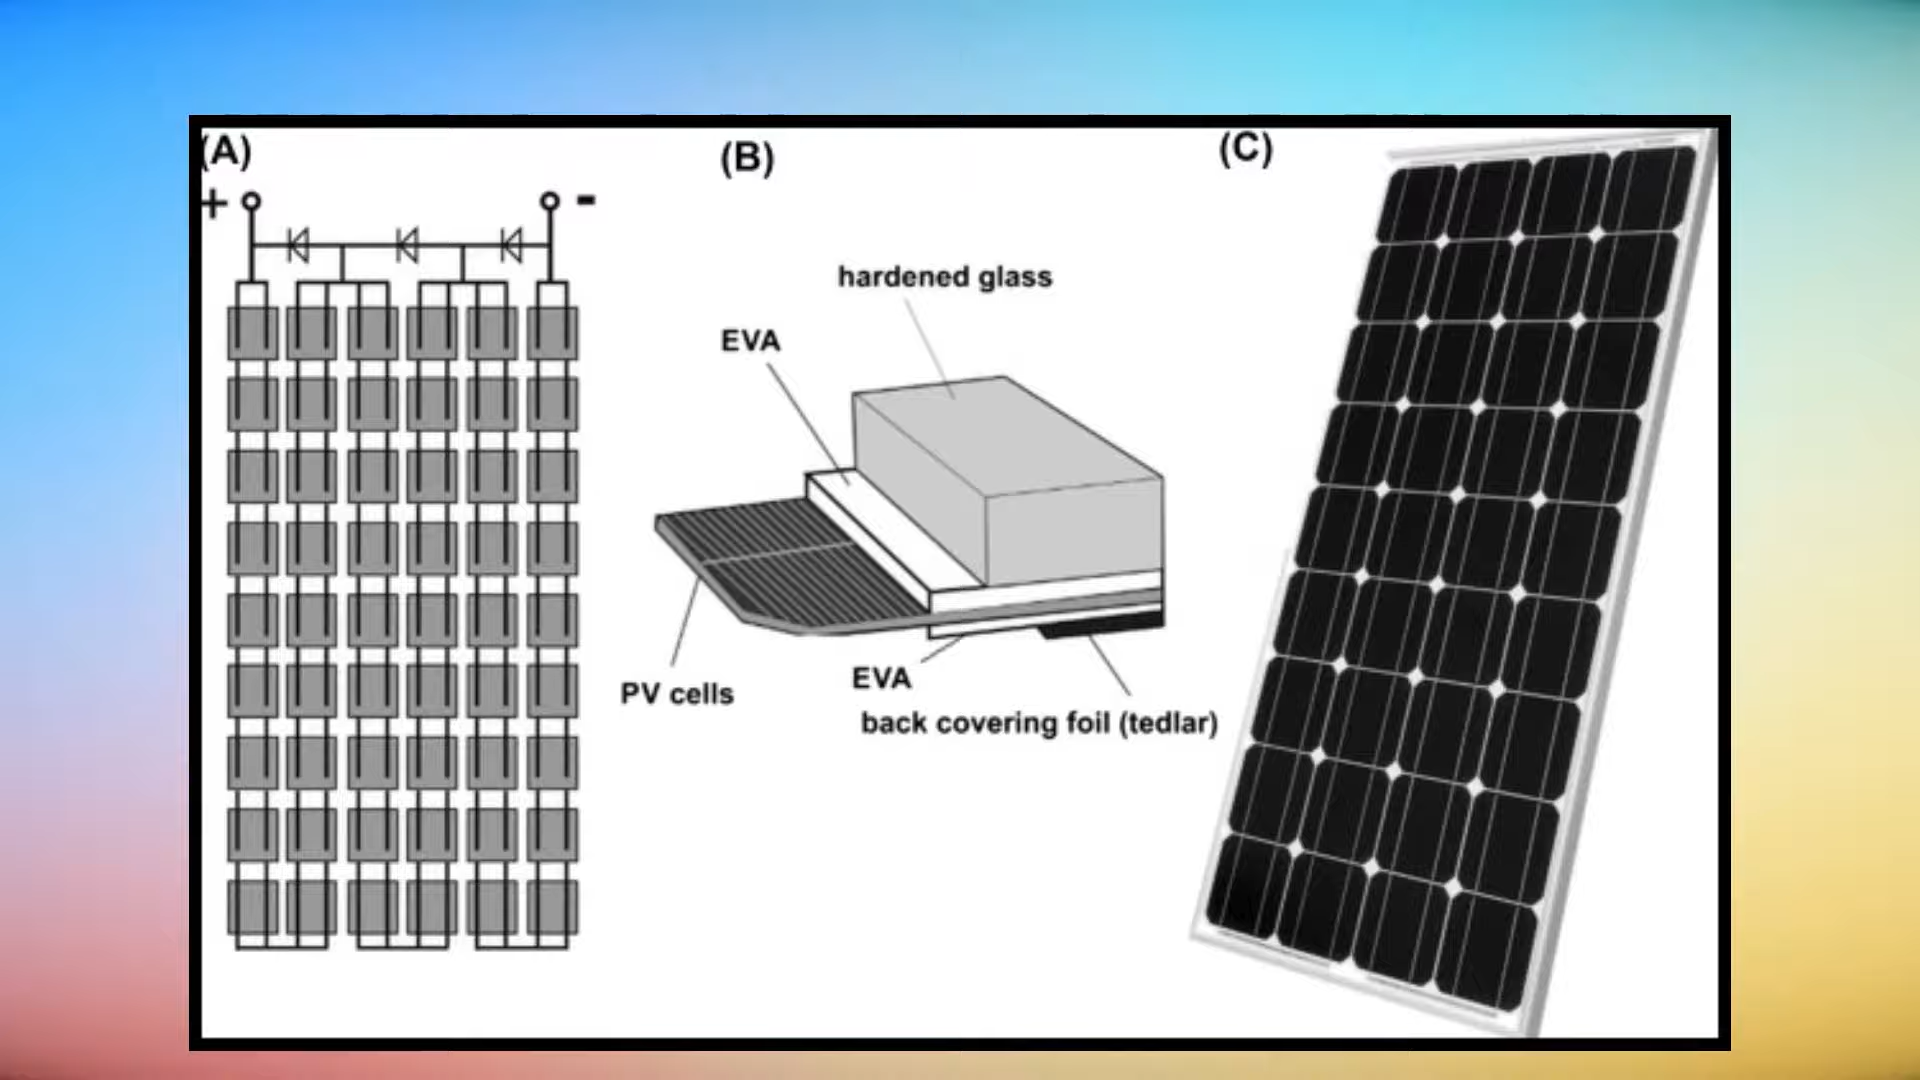 (A)
+ -
(B)
hardened glass
EVA
PV cells
EVA
back covering foil (tedlar)
(C)